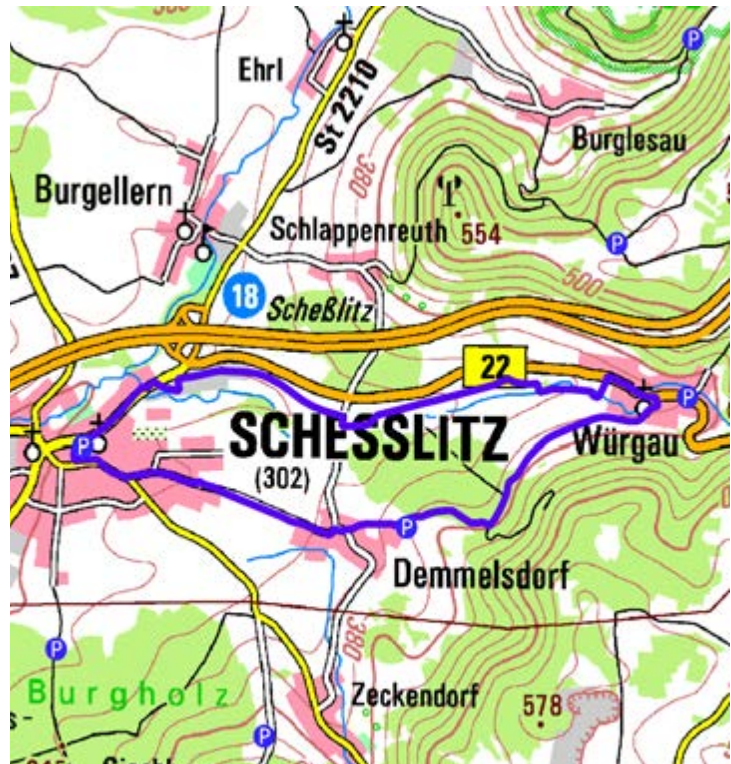 Ehrl
St 2210
Burglesau
Burgellern
380
Schlappenreuth
554
18
Scheßlitz
500
22
SCHESSLITZ
(302)
Würgau
Demmelsdorf
380
Zeckendorf
578
Burgholz
P
P
P
P
P
P
P